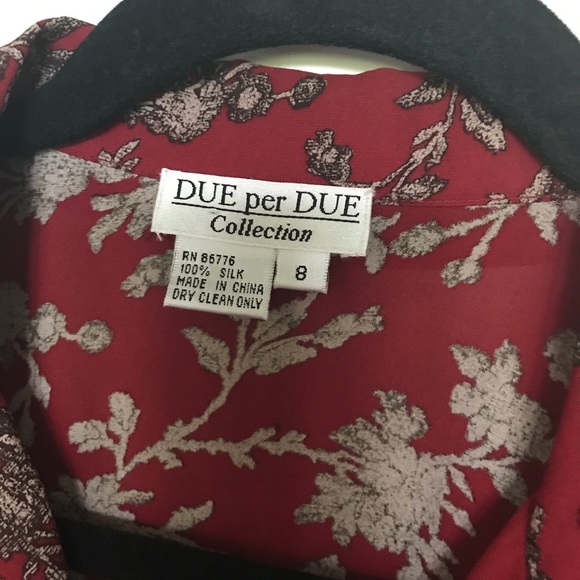 DUE per DUE
Collection
RN 86776
100% SILK
MADE IN CHINA
DRY CLEAN ONLY
8